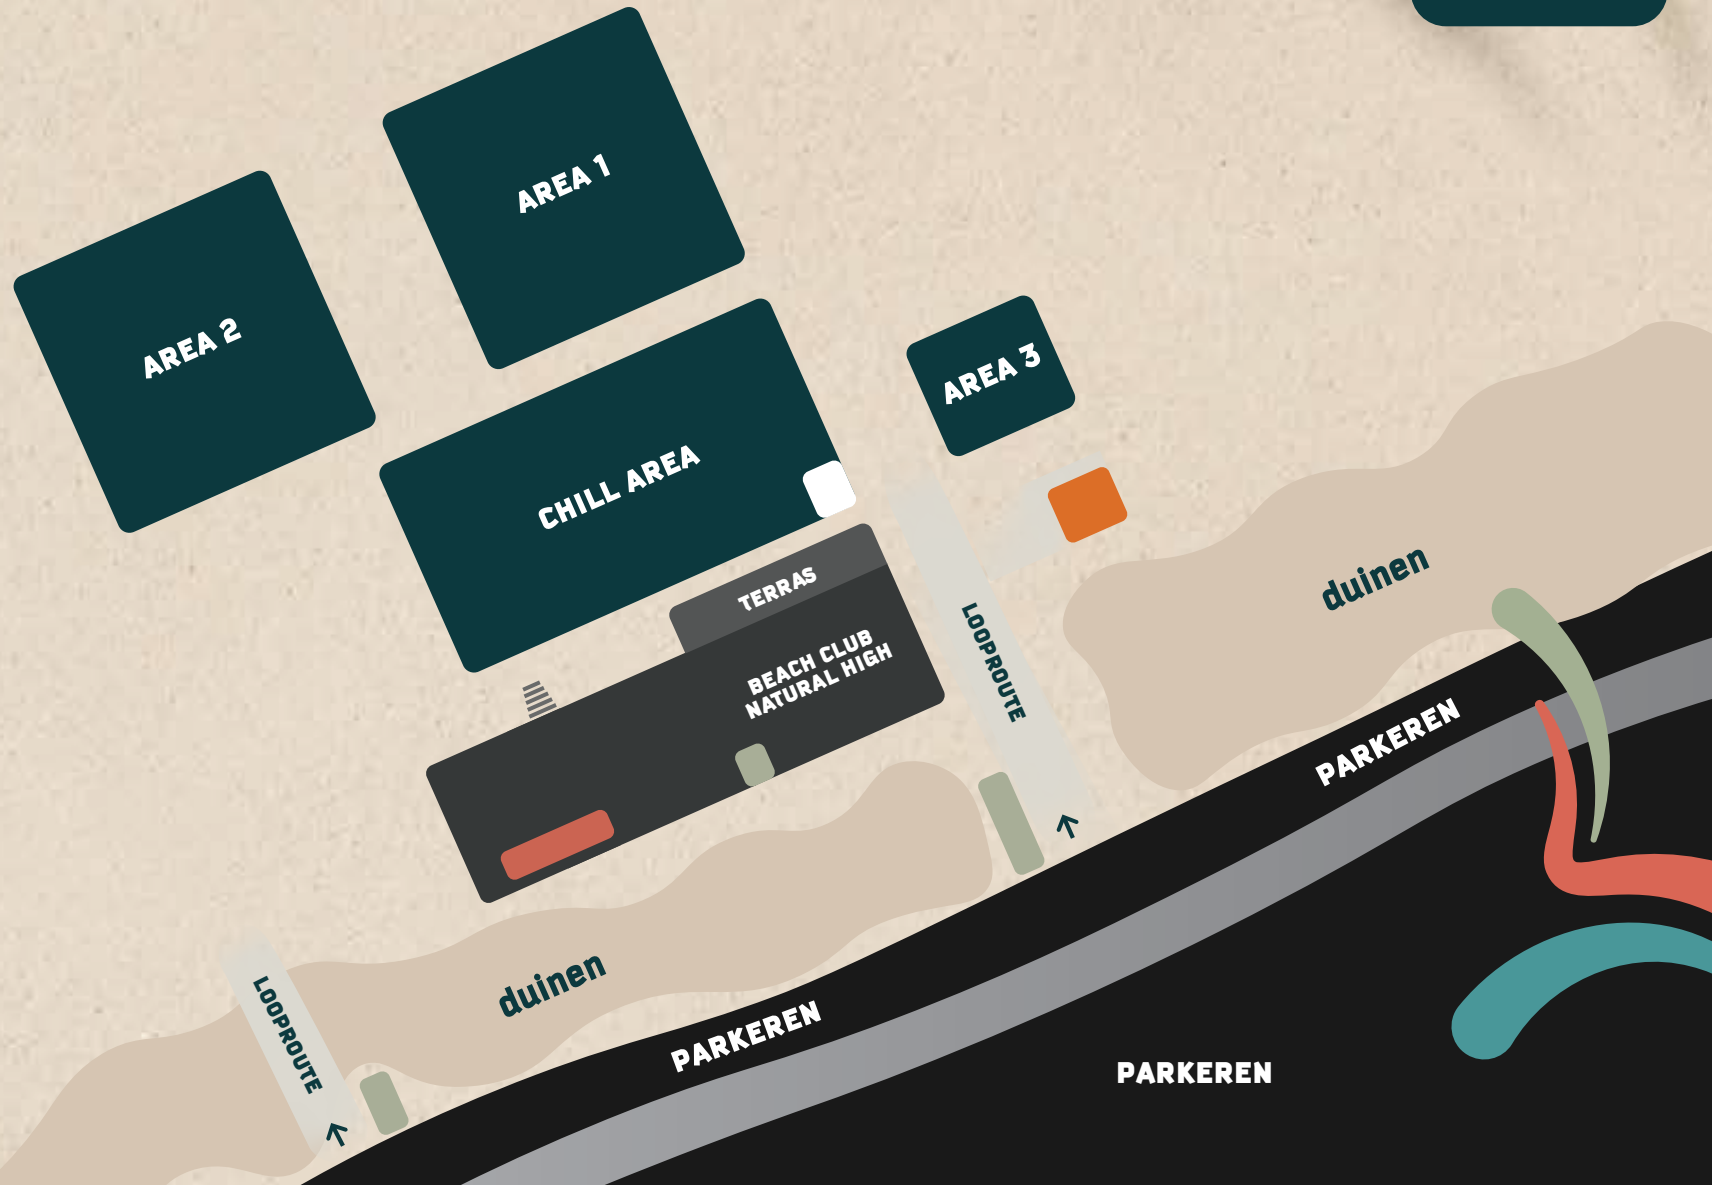 AREA 1
AREA 2
AREA 3
CHILL AREA
TERRAS
BEACH CLUB
NATURAL HIGH
LOOPROUTE
duinen
PARKEREN
duinen
LOOPROUTE
PARKEREN
PARKEREN